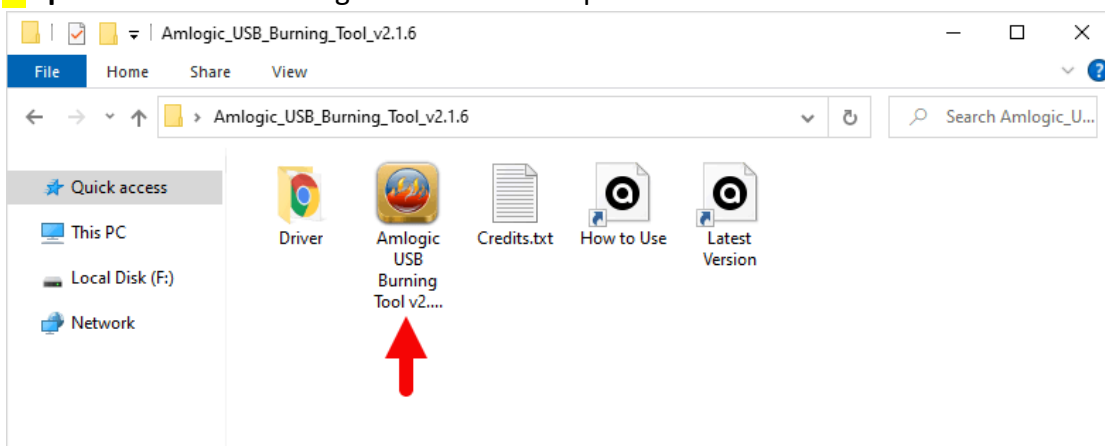 Amlogic_USB_Burning_Tool_v2.1.6
File Home Share View
Amlogic_USB_Burning_Tool_v2.1.6
Search Amlogic_U...
Quick access
This PC
Local Disk (F:)
Network
Driver
Amlogic
USB
Burning
Tool v2....
Credits.txt
How to Use
Latest
Version